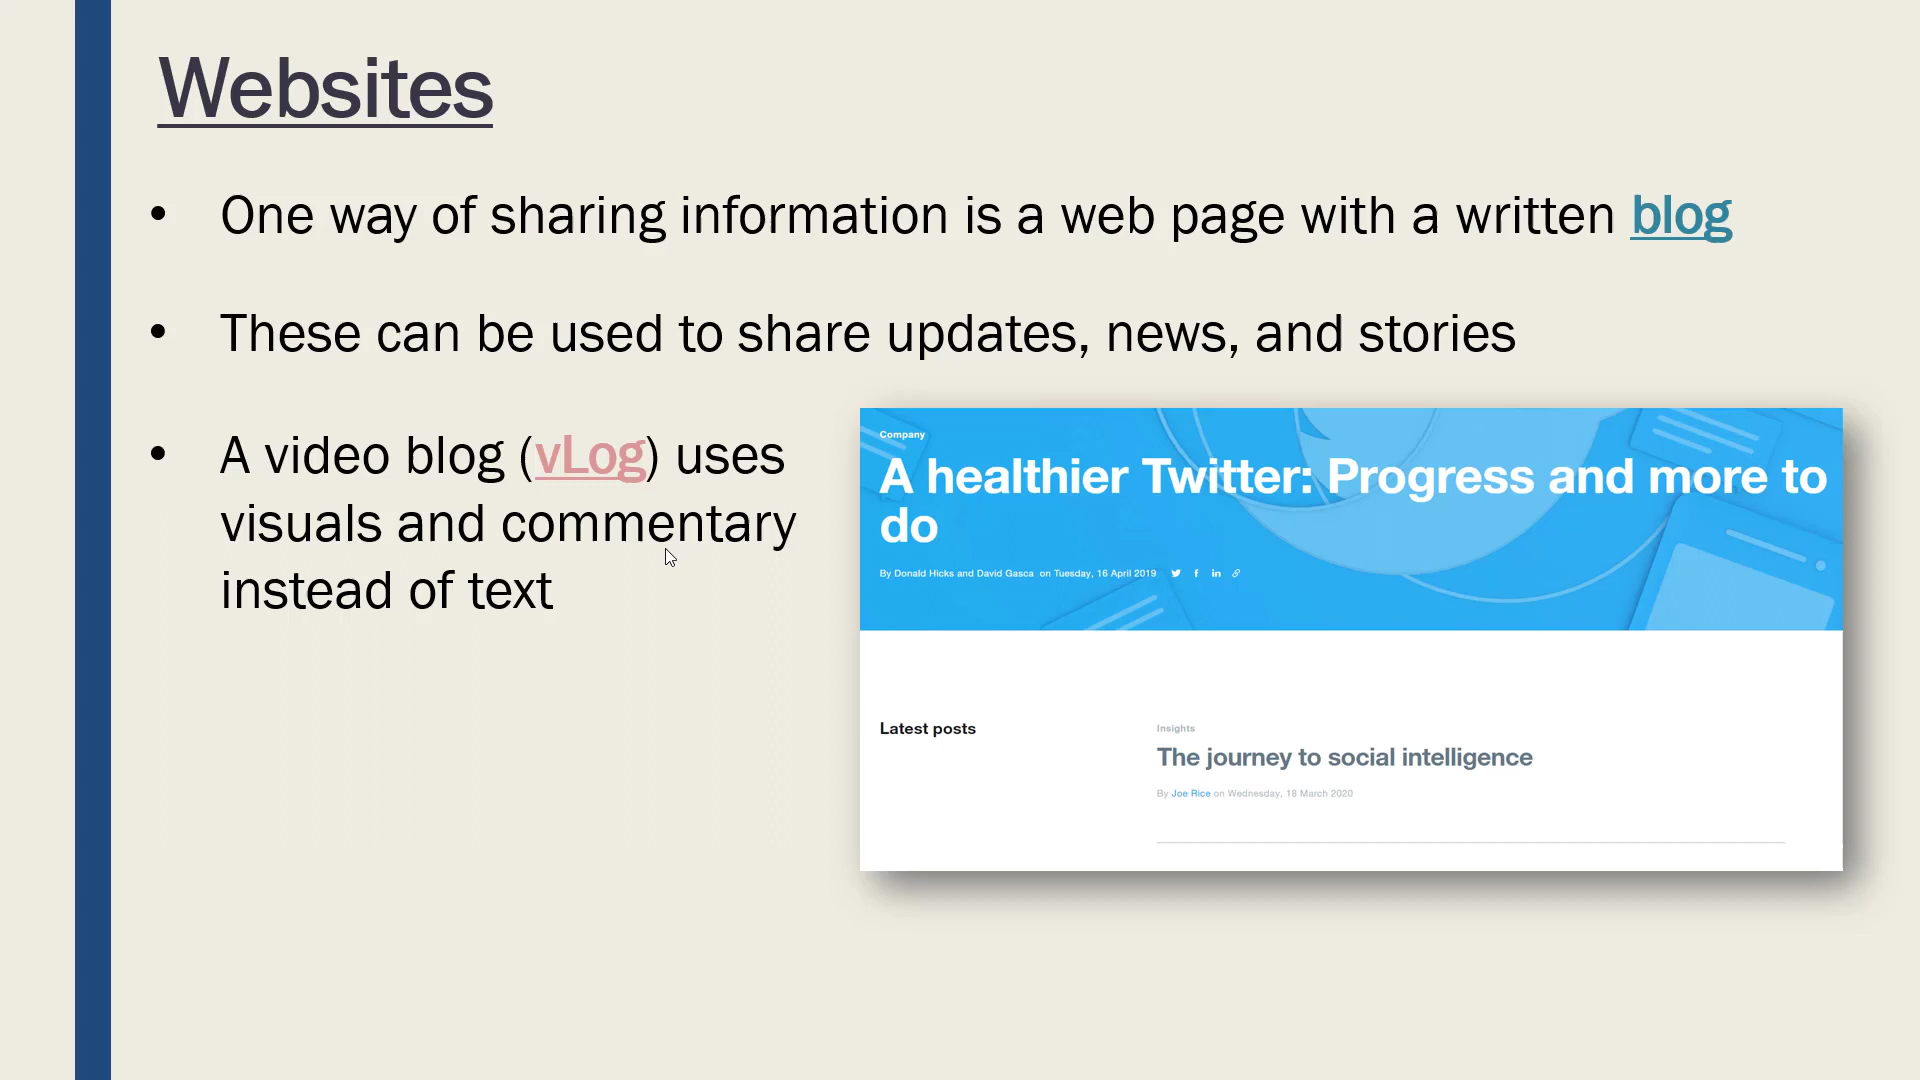 Websites
• One way of sharing information is a web page with a written blog
• These can be used to share updates, news, and stories
• A video blog (vLog) uses
visuals and commentary
instead of text
Company
A healthier Twitter: Progress and more to
do
By Donald Hicks and David Gasca on Tuesday, 16 April 2019
Latest posts
Insights
The journey to social intelligence
By Joe Rice on Wednesday, 18 March 2020